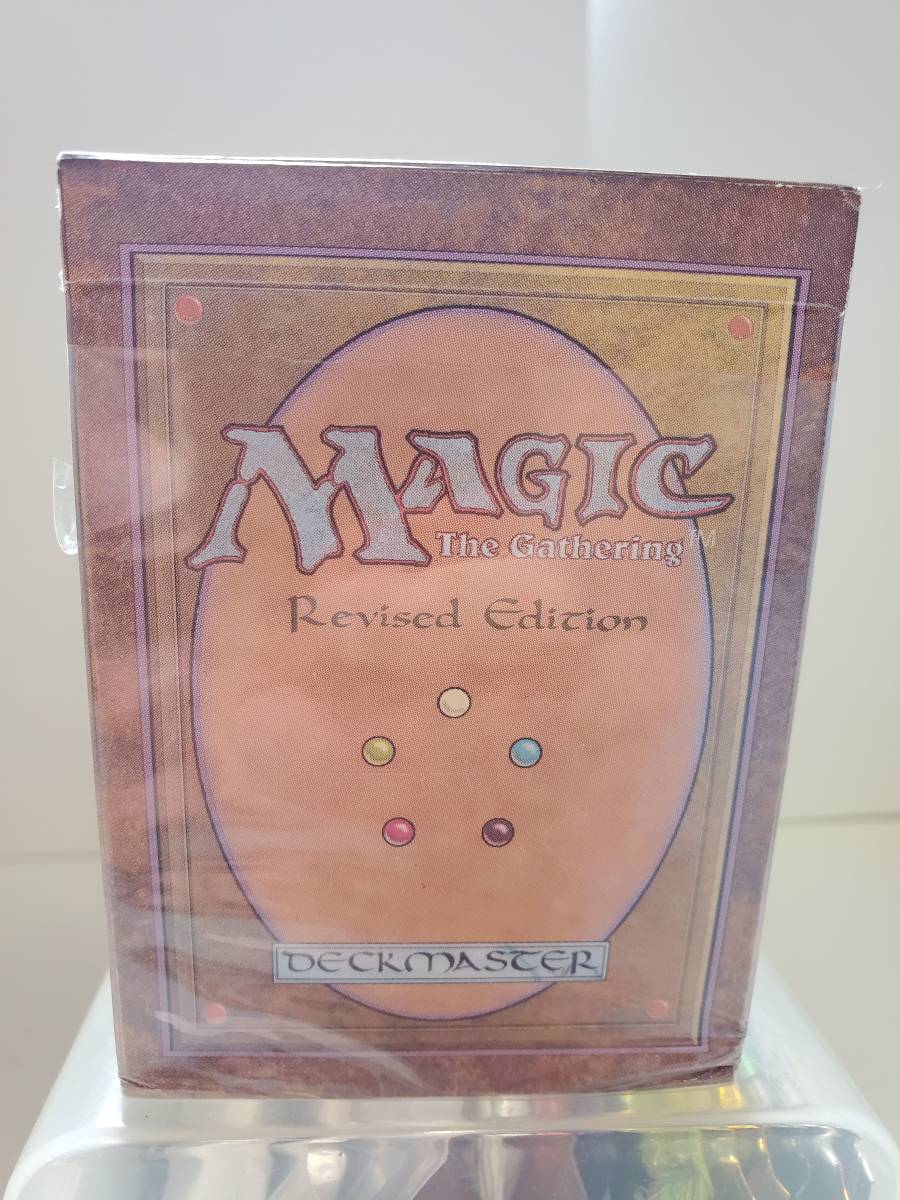 MAGIC
The Gathering™
Revised Edition
DECKMASTER